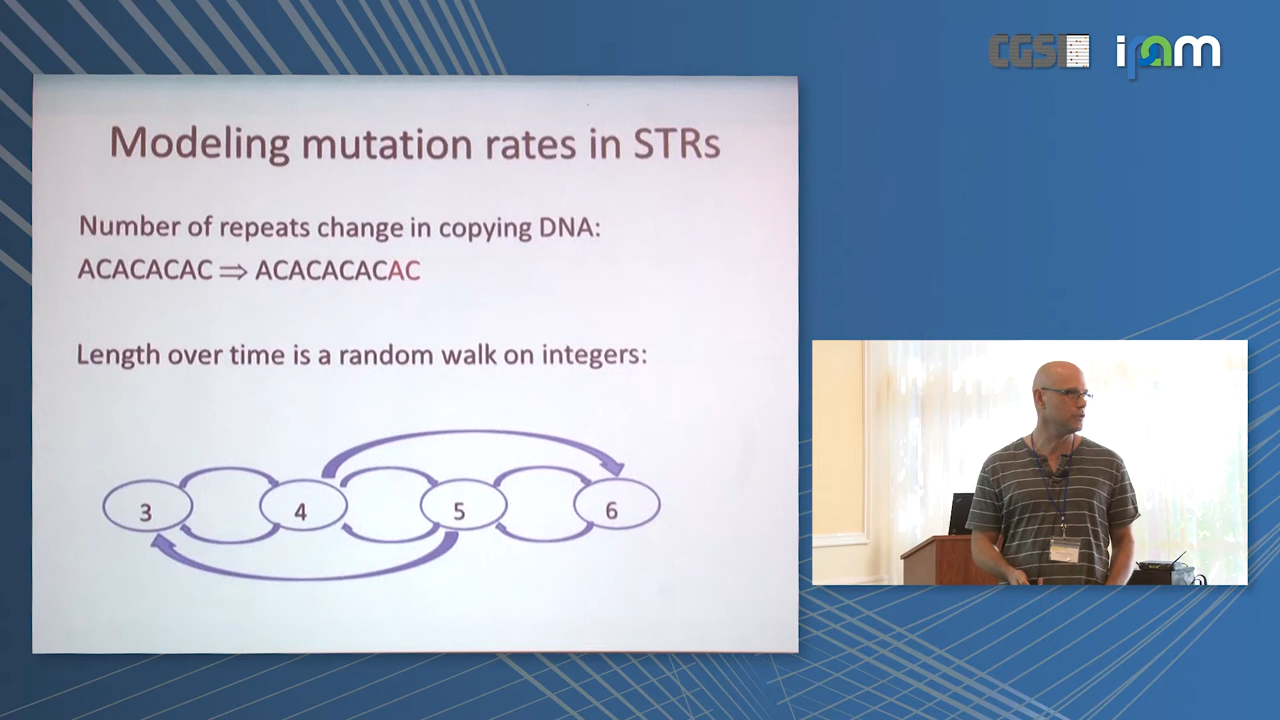 CGSI
ipam
Modeling mutation rates in STRs
Number of repeats change in copying DNA:
ACACACAC ⇒ ACACACACAC
Length over time is a random walk on integers:
3 4 5 6